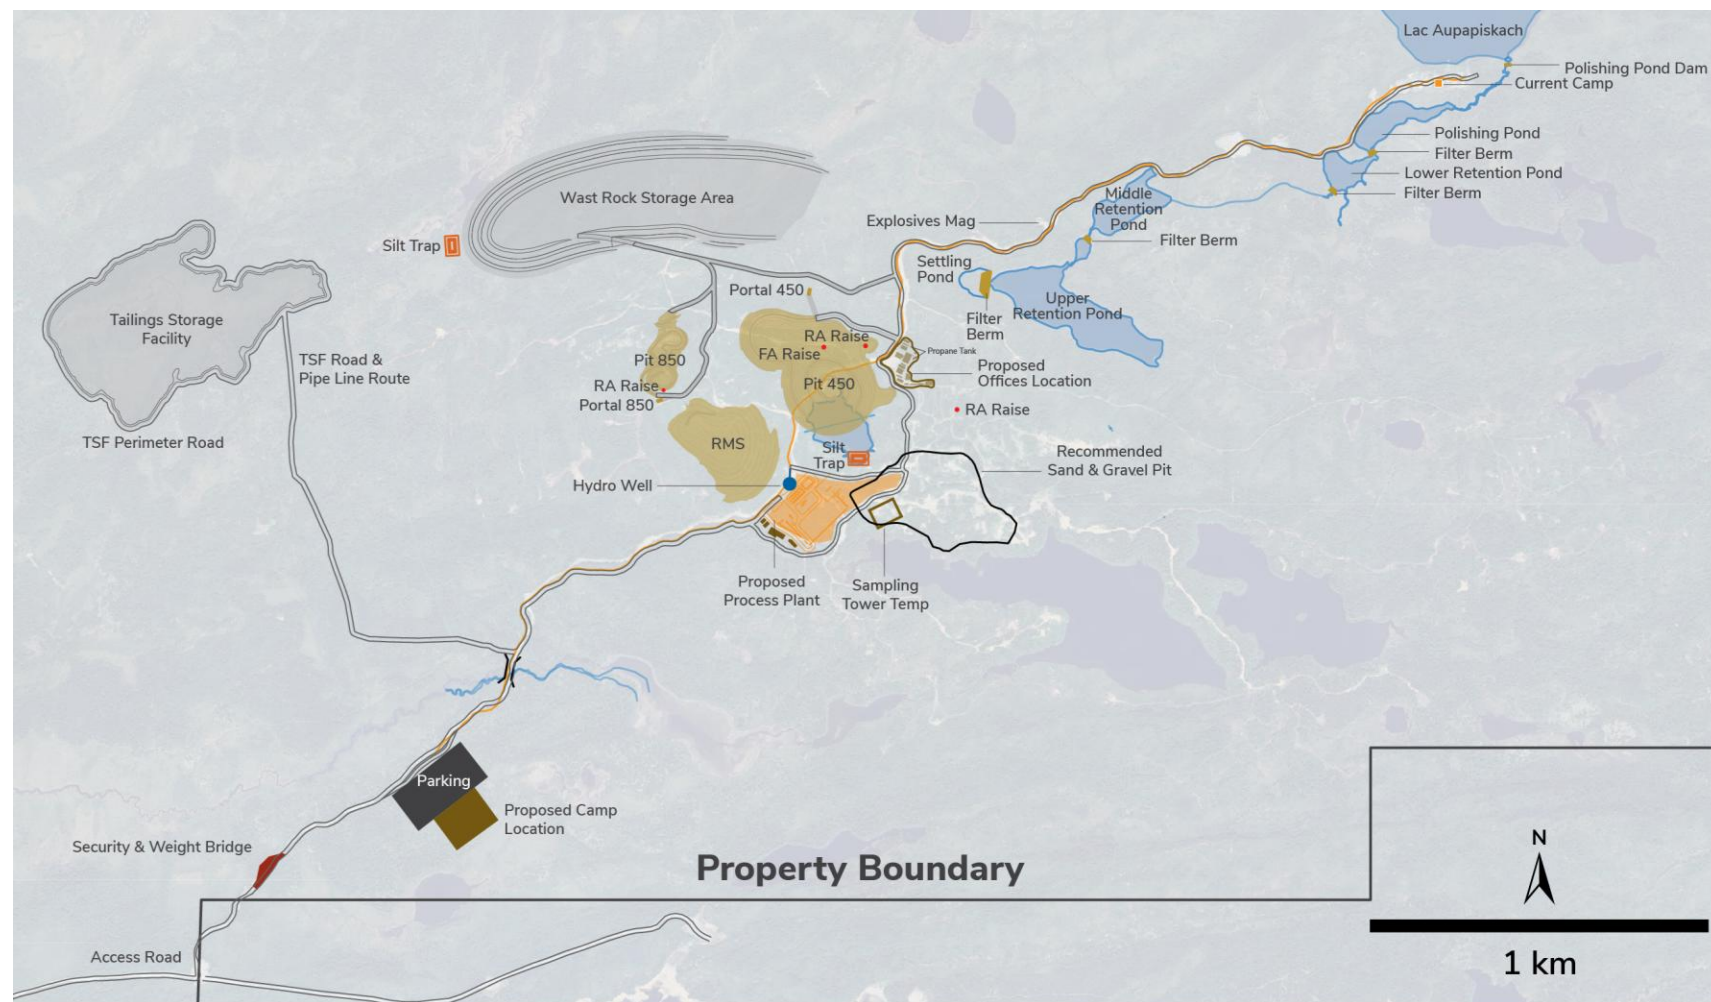 Lac Aupapiskach
Polishing Pond Dam
Current Camp
Polishing Pond
Filter Berm
Lower Retention Pond
Filter Berm
Middle
Retention
Pond
Wast Rock Storage Area
Explosives Mag
Filter Berm
Silt Trap
Settling
Pond
Portal 450
Upper
Retention Pond
Tailings Storage
Facility
Filter
Berm
RA Raise
FA Raise
Propane Tank
TSF Road &
Pipe Line Route
Pit 850
Proposed
Offices Location
RA Raise
Pit 450
Portal 850
RA Raise
TSF Perimeter Road
RMS
Silt
Trap
Recommended
Sand & Gravel Pit
Hydro Well
Proposed
Process Plant
Sampling
Tower Temp
Parking
Proposed Camp
Location
Security & Weight Bridge
Property Boundary
N
Access Road
1 km